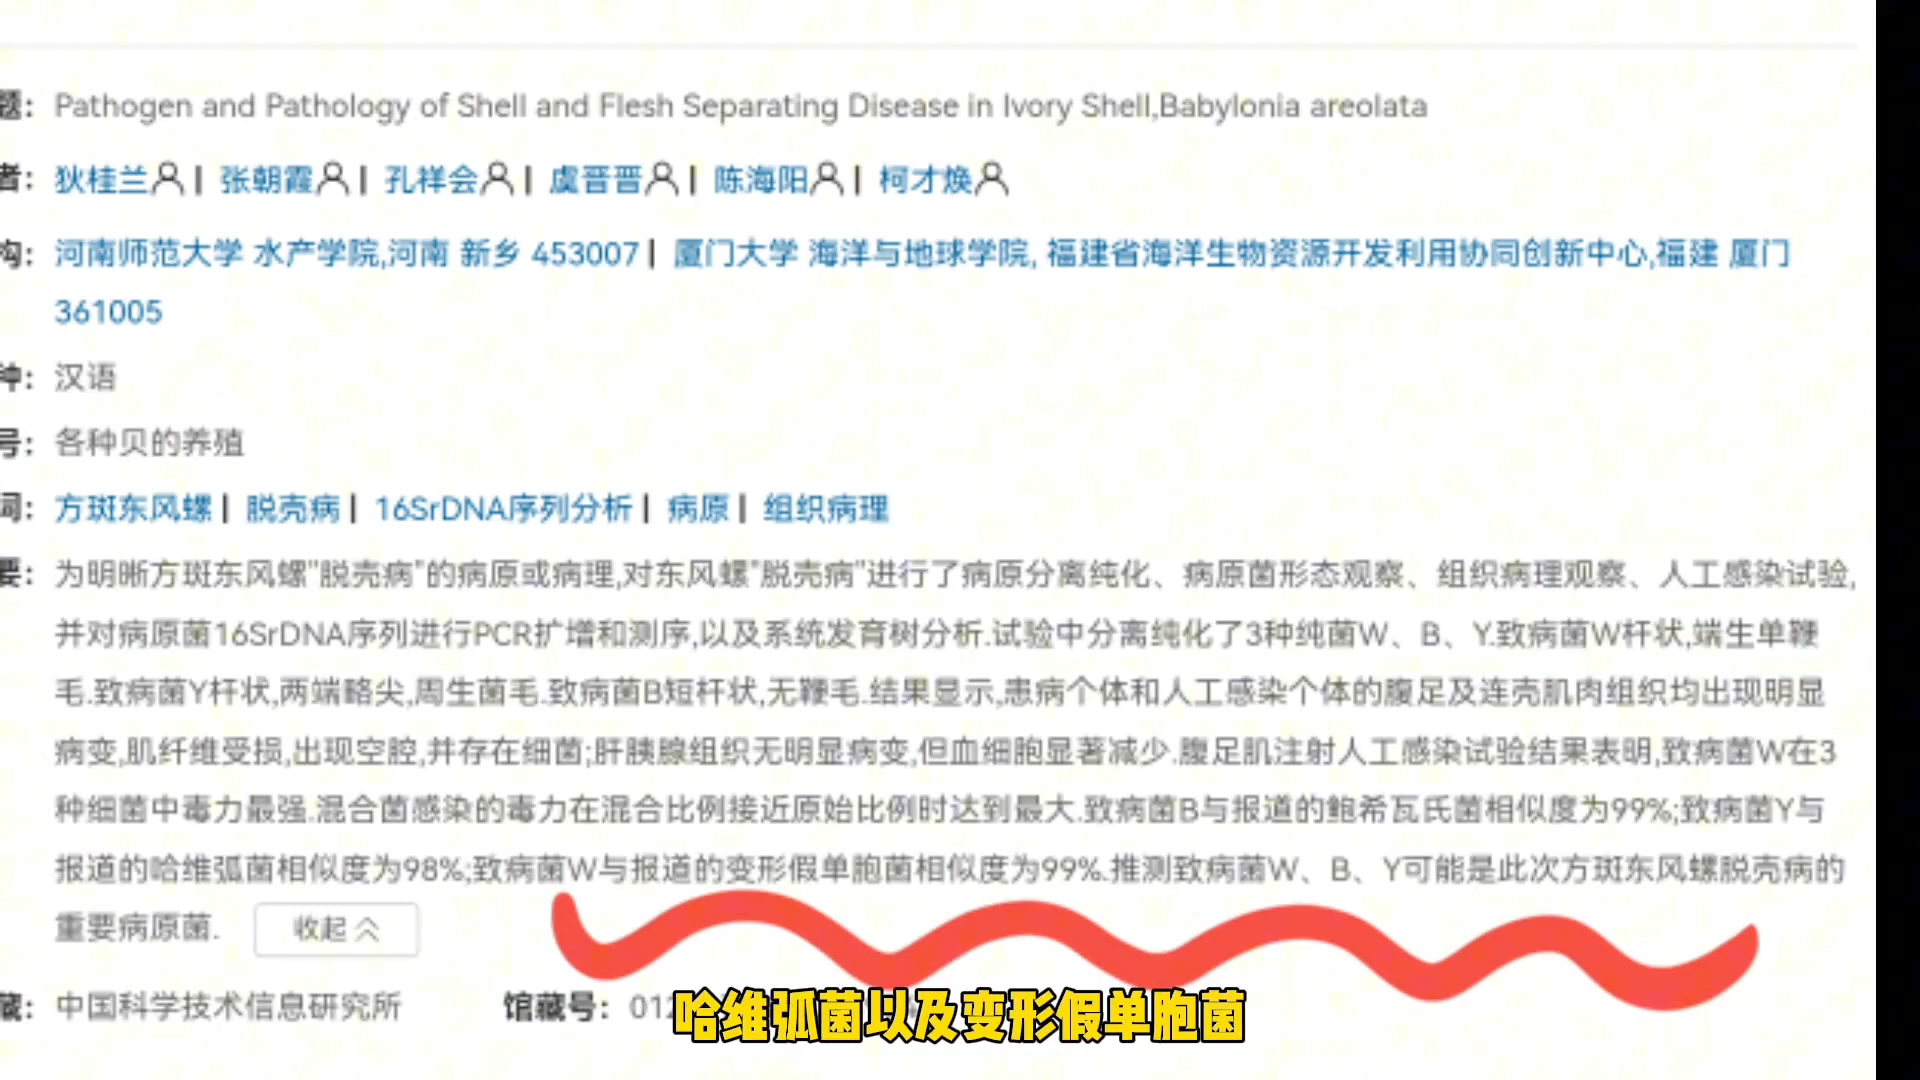 题: Pathogen and Pathology of Shell and Flesh Separating Disease in Ivory Shell,Babylonia areolata
者: 狄桂兰 | 张朝霞 | 孔祥会 | 虞晋晋 | 陈海阳 | 柯才焕
构: 河南师范大学 水产学院,河南 新乡 453007 | 厦门大学 海洋与地球学院, 福建省海洋生物资源开发利用协同创新中心,福建 厦门
361005
种: 汉语
号: 各种贝的养殖
词: 方斑东风螺 | 脱壳病 | 16SrDNA序列分析 | 病原 | 组织病理
要: 为明晰方斑东风螺"脱壳病"的病原或病理,对东风螺"脱壳病"进行了病原分离纯化、病原菌形态观察、组织病理观察、人工感染试验,
并对病原菌16SrDNA序列进行PCR扩增和测序,以及系统发育树分析.试验中分离纯化了3种纯菌W、B、Y.致病菌W杆状,端生单鞭
毛.致病菌Y杆状,两端略尖,周生菌毛.致病菌B短杆状,无鞭毛.结果显示,患病个体和人工感染个体的腹足及连壳肌肉组织均出现明显
病变,肌纤维受损,出现空腔,并存在细菌;肝胰腺组织无明显病变,但血细胞显著减少.腹足肌注射人工感染试验结果表明,致病菌W在3
种细菌中毒力最强.混合菌感染的毒力在混合比例接近原始比例时达到最大.致病菌B与报道的鲍希瓦氏菌相似度为99%;致病菌Y与
报道的哈维弧菌相似度为98%;致病菌W与报道的变形假单胞菌相似度为99%.推测致病菌W、B、Y可能是此次方斑东风螺脱壳病的
重要病原菌. 收起
藏: 中国科学技术信息研究所 馆藏号: 012
哈维弧菌以及变形假单胞菌